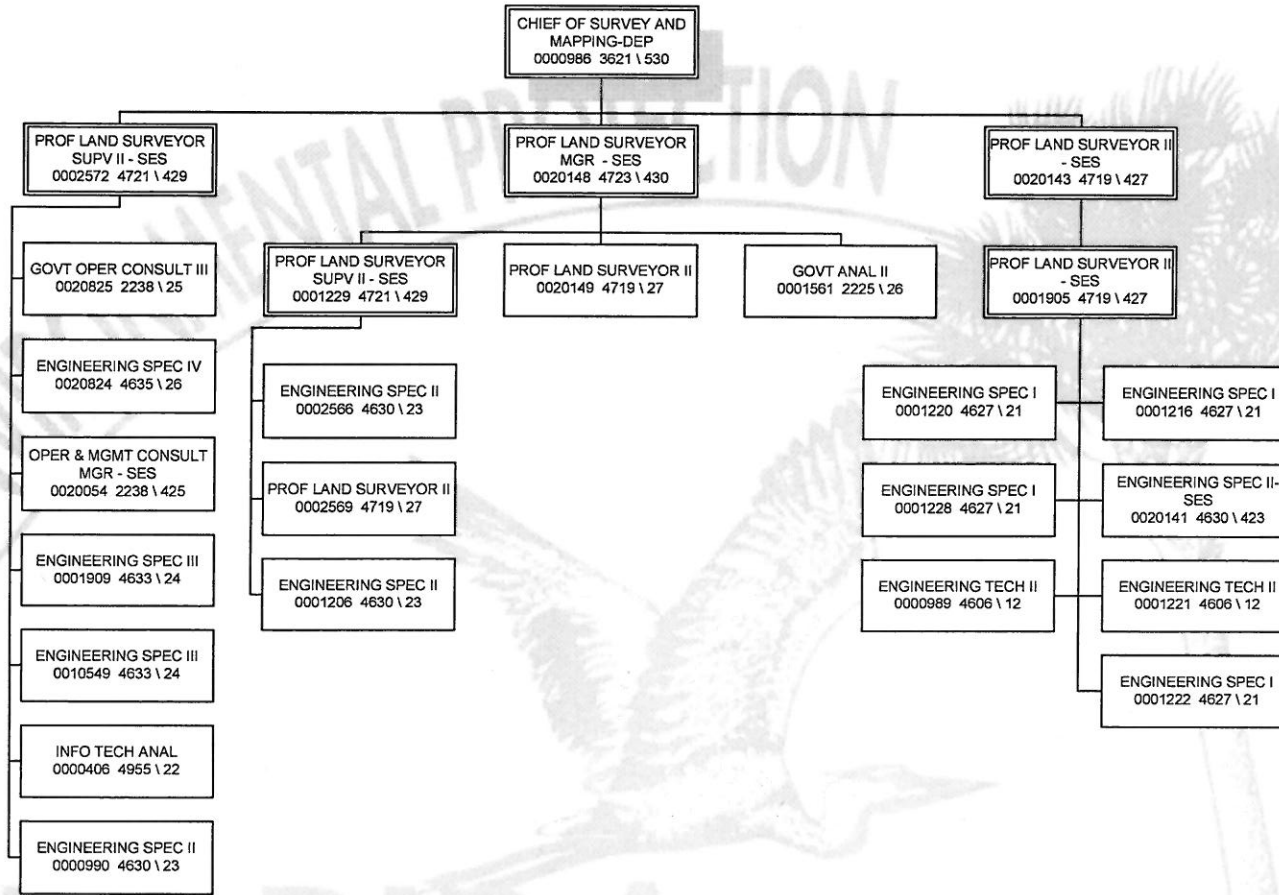 CHIEF OF SURVEY AND
MAPPING-DEP
0000986 3621 \ 530
PROF LAND SURVEYOR
SUPV II - SES
0002572 4721 \ 429
PROF LAND SURVEYOR
MGR - SES
0020148 4723 \ 430
PROF LAND SURVEYOR II
- SES
0020143 4719 \ 427
GOVT OPER CONSULT III
0020825 2238 \ 25
PROF LAND SURVEYOR
SUPV II - SES
0001229 4721 \ 429
PROF LAND SURVEYOR II
0020149 4719 \ 27
GOVT ANAL II
0001561 2225 \ 26
PROF LAND SURVEYOR II
- SES
0001905 4719 \ 427
ENGINEERING SPEC IV
0020824 4635 \ 26
ENGINEERING SPEC II
0002566 4630 \ 23
ENGINEERING SPEC I
0001220 4627 \ 21
ENGINEERING SPEC I
0001216 4627 \ 21
OPER & MGMT CONSULT
MGR - SES
0020054 2238 \ 425
PROF LAND SURVEYOR II
0002569 4719 \ 27
ENGINEERING SPEC I
0001228 4627 \ 21
ENGINEERING SPEC II-
SES
0020141 4630 \ 423
ENGINEERING SPEC III
0001909 4633 \ 24
ENGINEERING SPEC II
0001206 4630 \ 23
ENGINEERING TECH II
0000989 4606 \ 12
ENGINEERING TECH II
0001221 4606 \ 12
ENGINEERING SPEC III
0010549 4633 \ 24
ENGINEERING SPEC I
0001222 4627 \ 21
INFO TECH ANAL
0000406 4955 \ 22
ENGINEERING SPEC II
0000990 4630 \ 23
PROTECTION